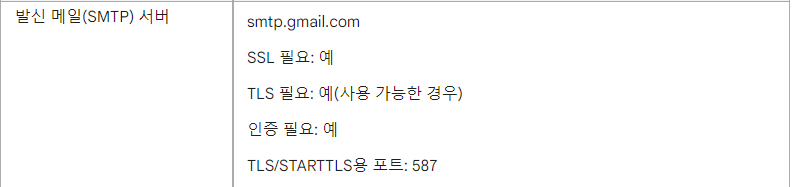 발신 메일(SMTP) 서버
smtp.gmail.com
SSL 필요: 예
TLS 필요: 예(사용 가능한 경우)
인증 필요: 예
TLS/STARTTLS용 포트: 587